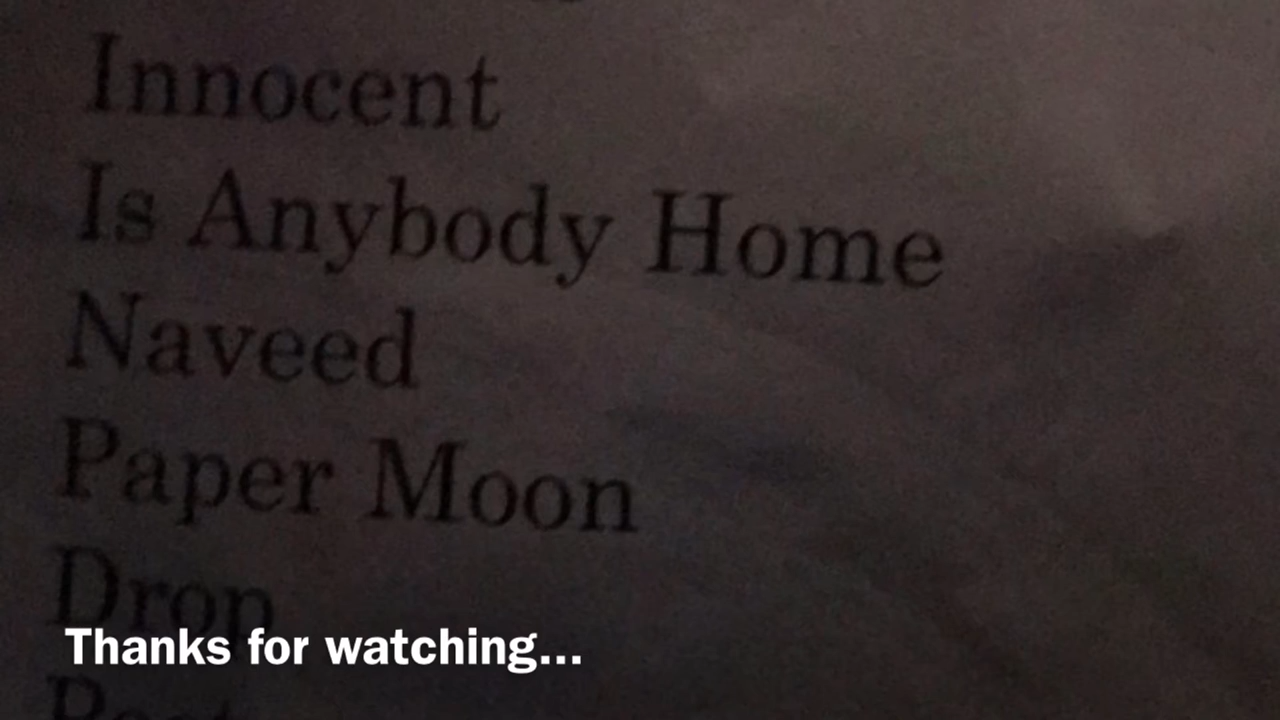 Innocent
Is Anybody Home
Naveed
Paper Moon
Drop
Thanks for watching...